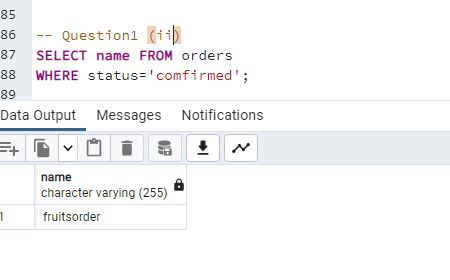 85
86 -- Question1 (ii)
87 SELECT name FROM orders
88 WHERE status='comfirmed';
89
Data Output Messages Notifications
name
character varying (255)
1 fruitsorder